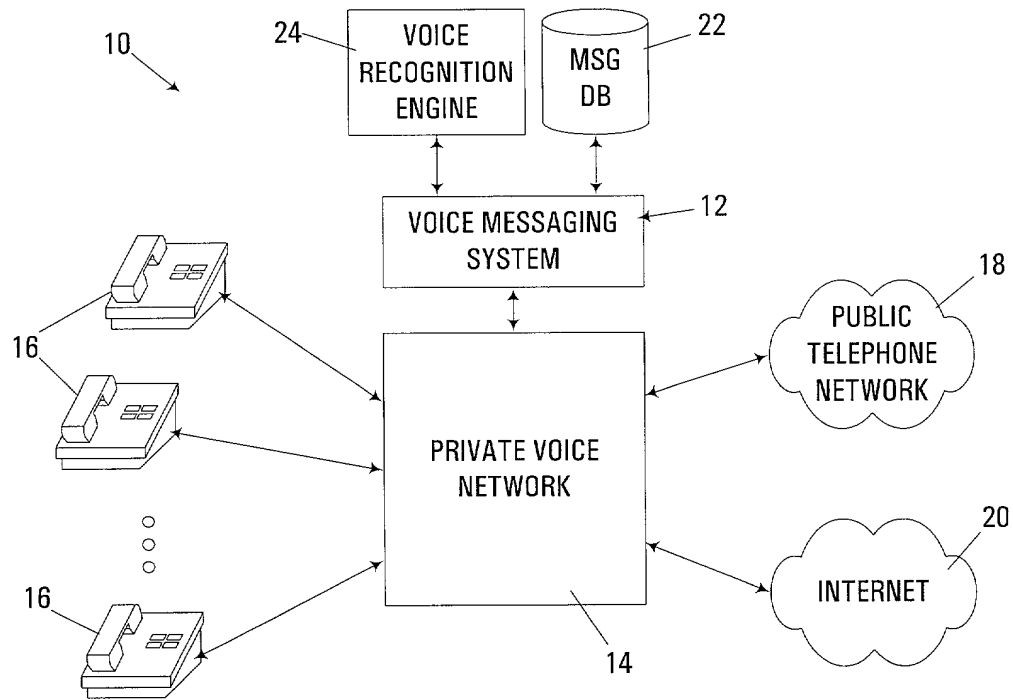 10
24
VOICE
RECOGNITION
ENGINE
22
MSG
DB
VOICE MESSAGING
SYSTEM
12
16
16
PRIVATE VOICE
NETWORK
14
18
PUBLIC
TELEPHONE
NETWORK
20
INTERNET